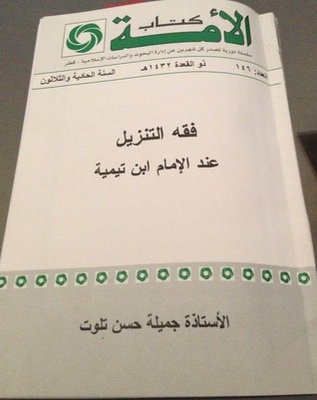 كتاب
الأمة
سلسلة دورية تصدر كل شهرين عن إدارة البحوث والدراسات الإسلامية - قطر
العدد: ١٤٦ ذو القعدة ١٤٣٢هـ السنة الحادية والثلاثون
فقه التنزيل
عند الإمام ابن تيمية
الأستاذة جميلة حسن تلوت